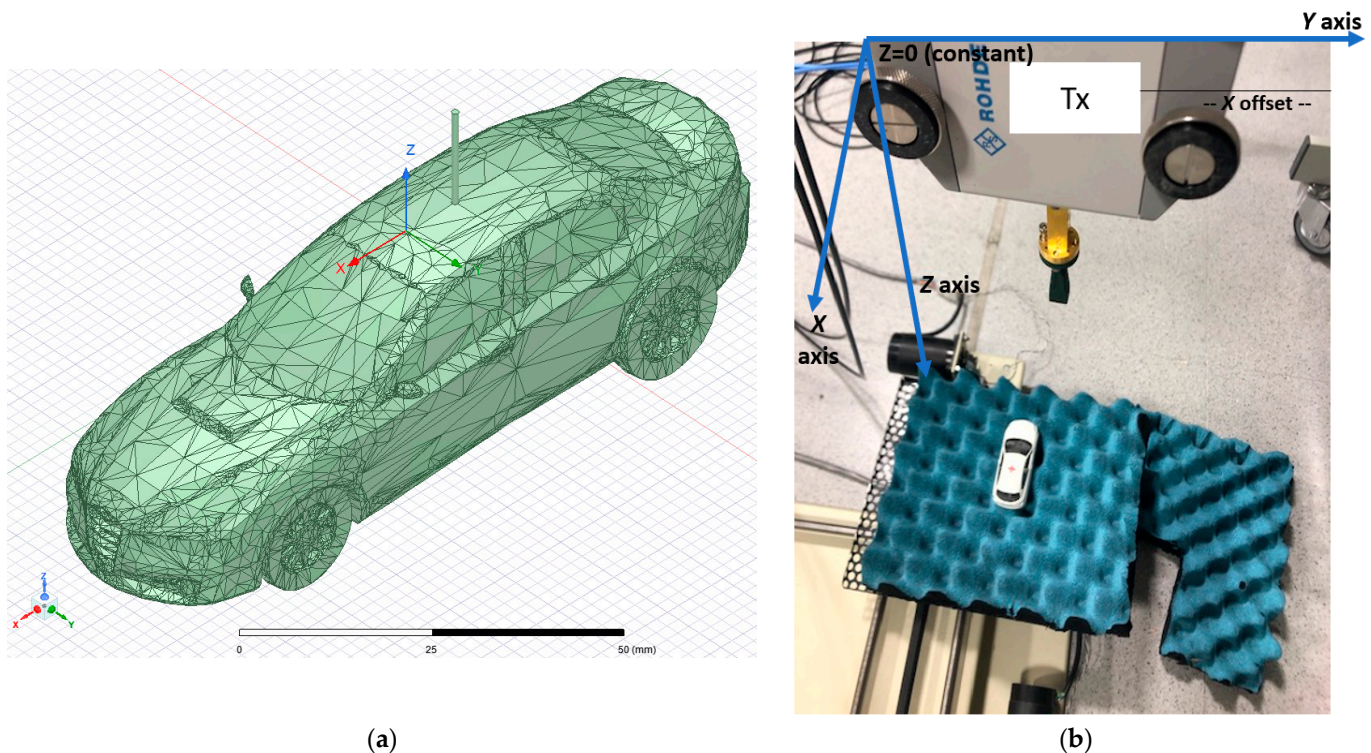 Z
X
Y
Z
X
Y
0
25
50 (mm)
(a)
Y axis
Z=0 (constant)
ROHDE
Tx
-- X offset --
Z axis
X
axis
(b)